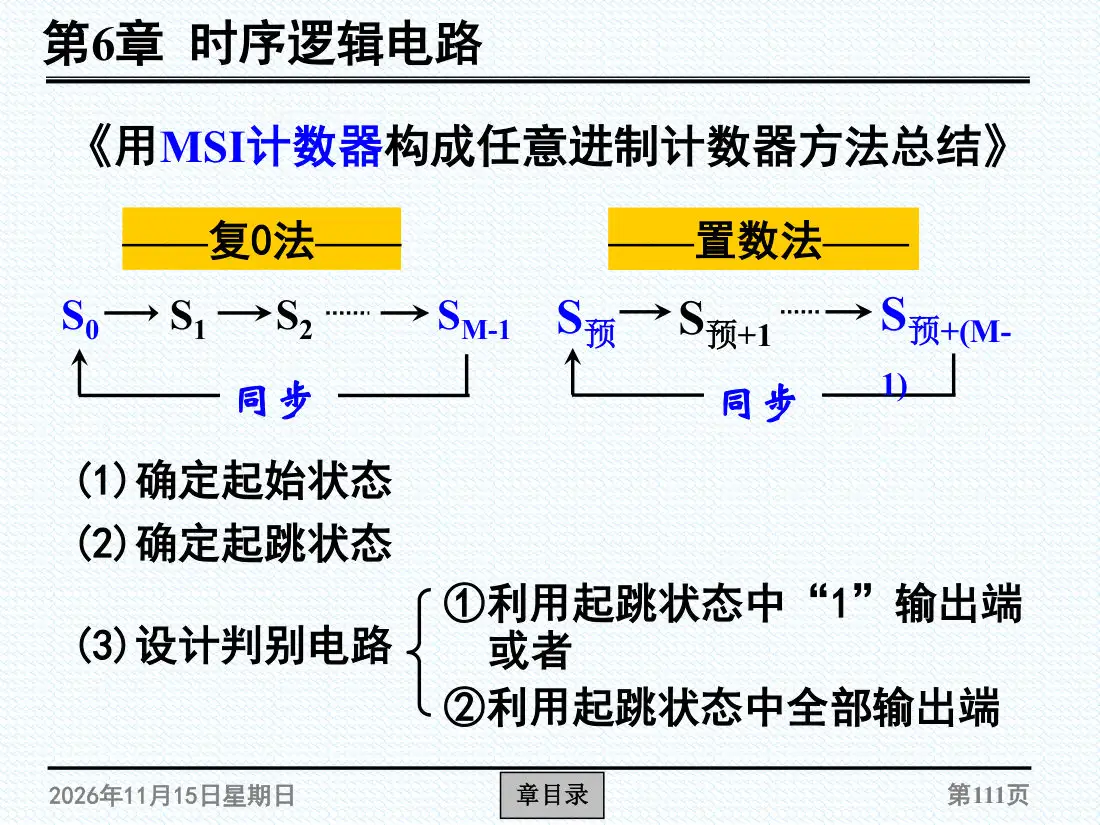 第6章 时序逻辑电路
《用MSI计数器构成任意进制计数器方法总结》
——复0法—— ——置数法——
S0 S1 S2 …… SM-1 S预 S预+1 …… S预+(M-
1)
同步 同步
(1)确定起始状态
(2)确定起跳状态
①利用起跳状态中“1”输出端
(3)设计判别电路 或者
②利用起跳状态中全部输出端
2026年11月15日星期日 章目录 第111页